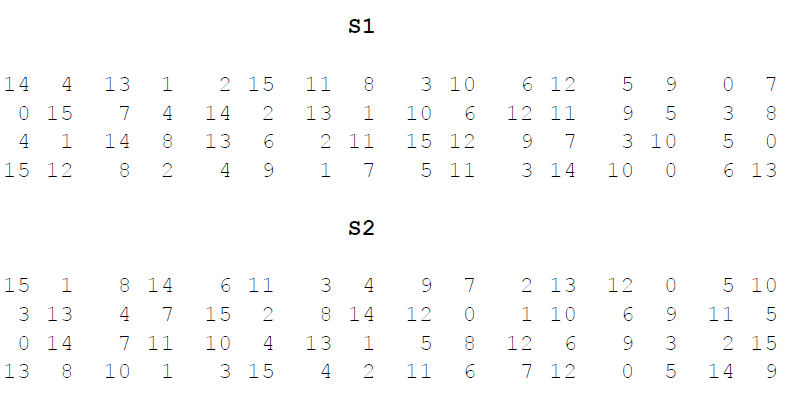 S1
14 4 13 1 2 15 11 8 3 10 6 12 5 9 0 7
0 15 7 4 14 2 13 1 10 6 12 11 9 5 3 8
4 1 14 8 13 6 2 11 15 12 9 7 3 10 5 0
15 12 8 2 4 9 1 7 5 11 3 14 10 0 6 13
S2
15 1 8 14 6 11 3 4 9 7 2 13 12 0 5 10
3 13 4 7 15 2 8 14 12 0 1 10 6 9 11 5
0 14 7 11 10 4 13 1 5 8 12 6 9 3 2 15
13 8 10 1 3 15 4 2 11 6 7 12 0 5 14 9